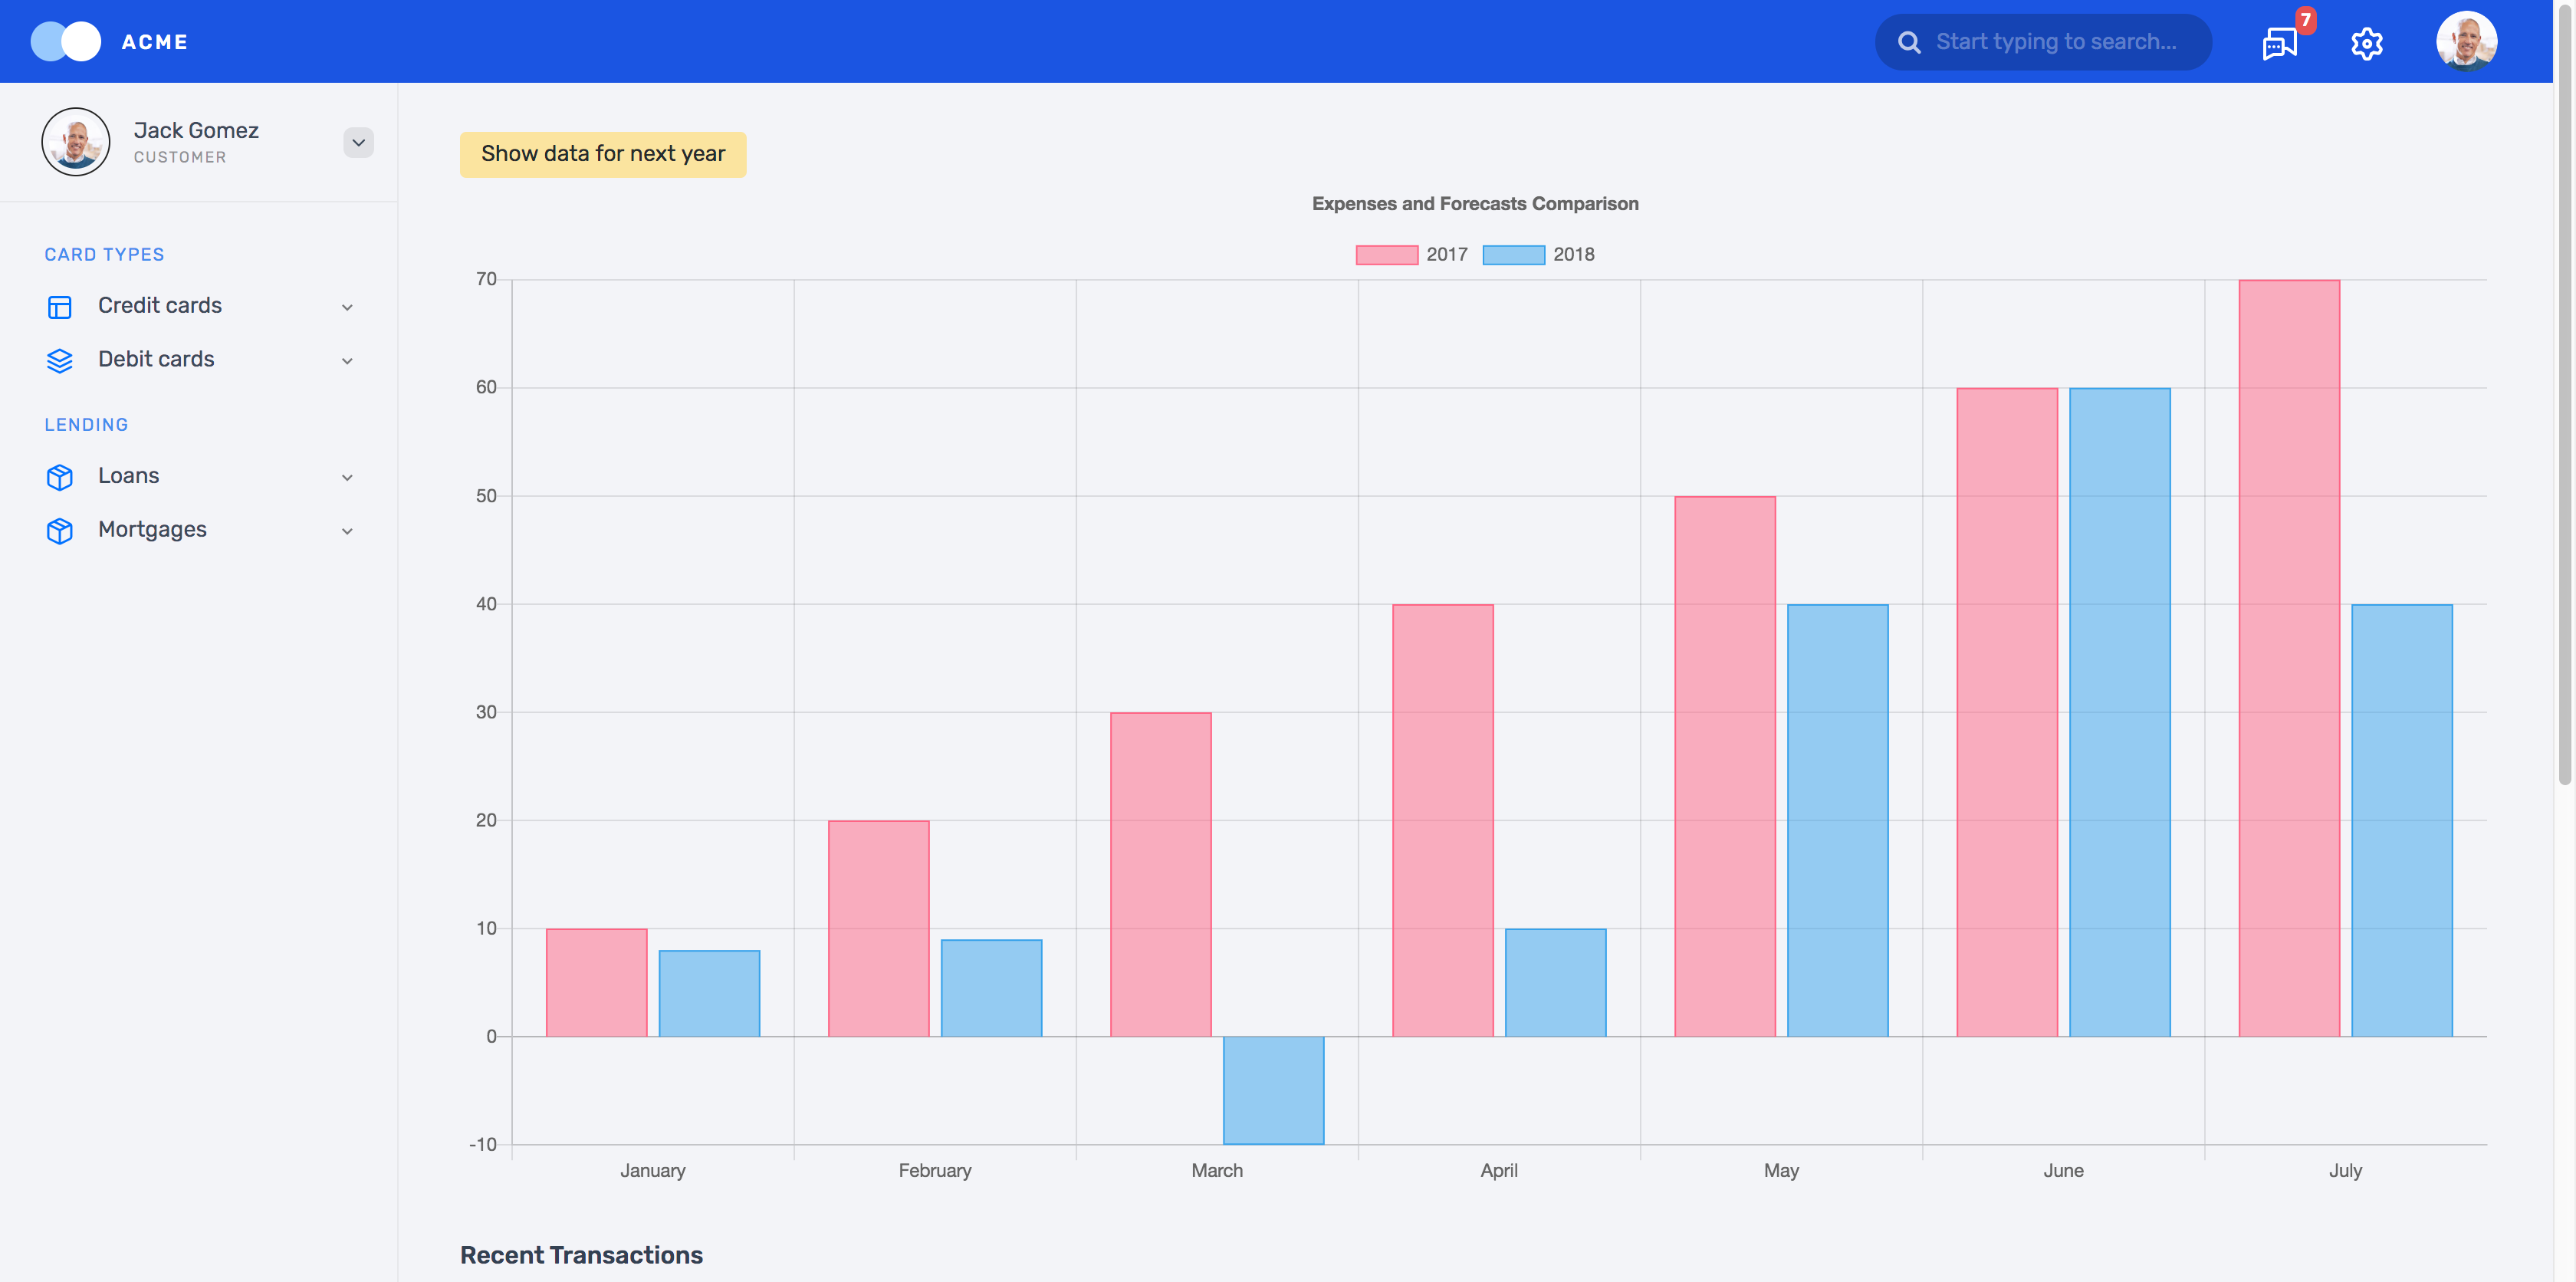 ACME
Start typing to search...
7
Jack Gomez
CUSTOMER
CARD TYPES
Credit cards
Debit cards
LENDING
Loans
Mortgages
Show data for next year
Expenses and Forecasts Comparison
2017 2018
70
60
50
40
30
20
10
0
-10
January February March April May June July
Recent Transactions